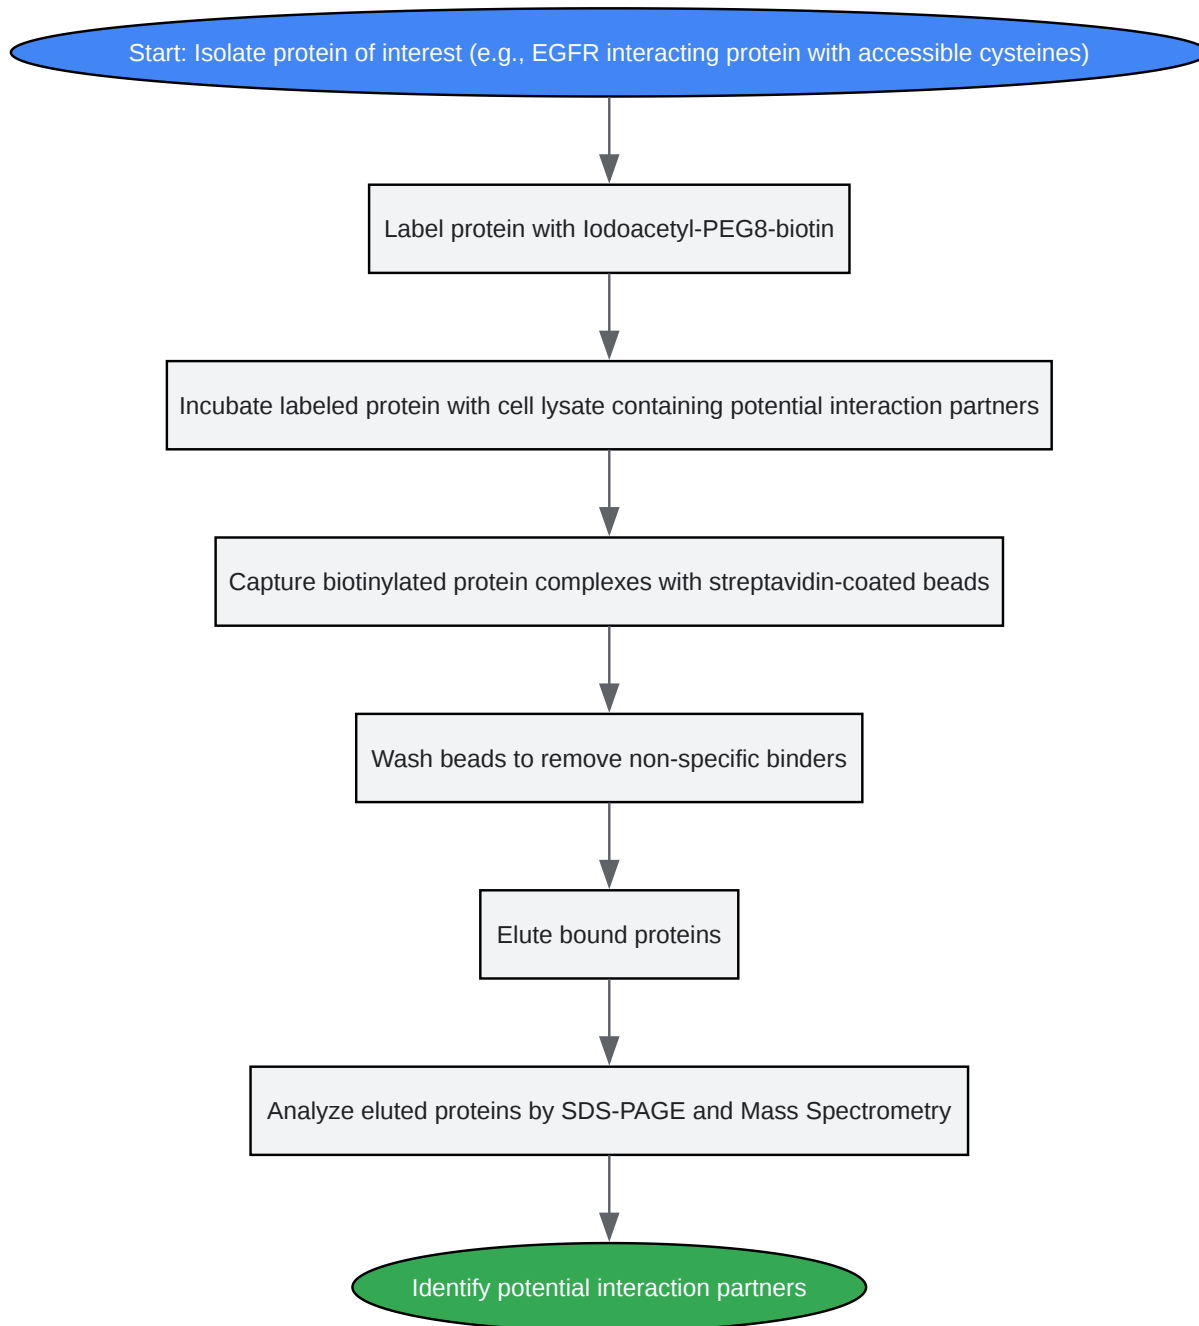 Start: Isolate protein of interest (e.g., EGFR interacting protein with accessible cysteines)
Label protein with Iodoacetyl-PEG8-biotin
Incubate labeled protein with cell lysate containing potential interaction partners
Capture biotinylated protein complexes with streptavidin-coated beads
Wash beads to remove non-specific binders
Elute bound proteins
Analyze eluted proteins by SDS-PAGE and Mass Spectrometry
Identify potential interaction partners